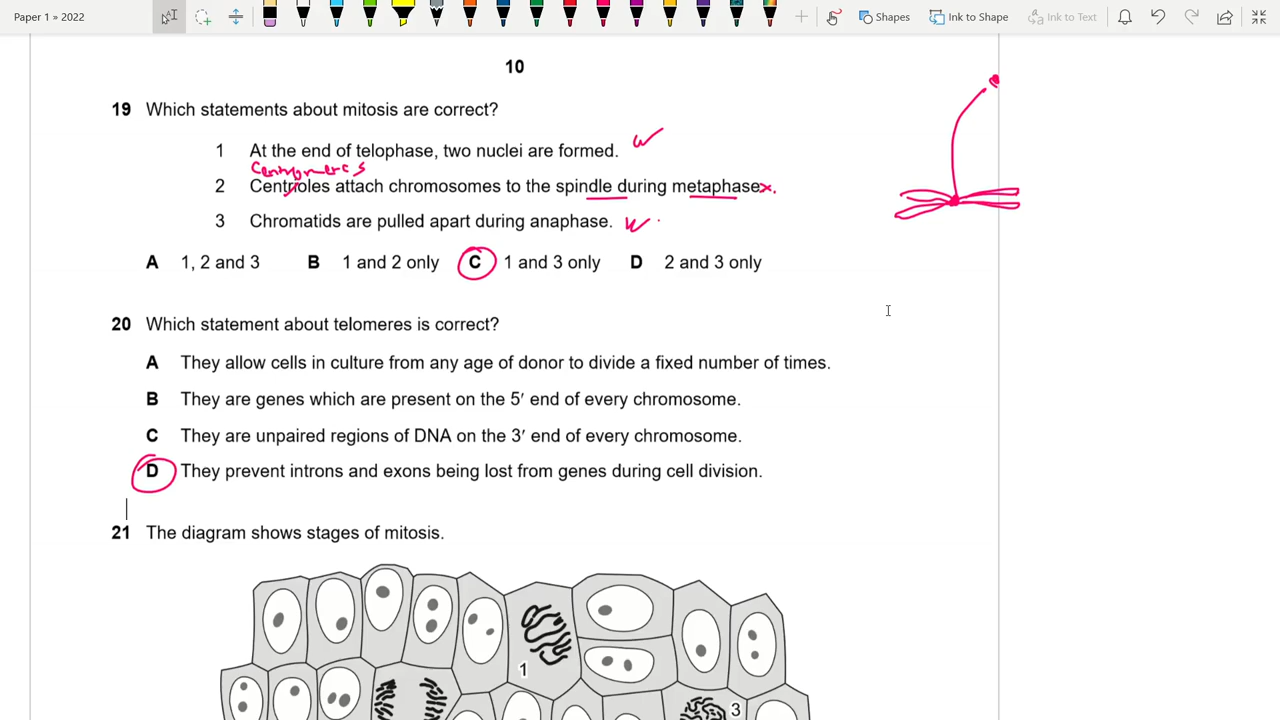 Paper 1 » 2022
Shapes
Ink to Shape
Ink to Text
10
19 Which statements about mitosis are correct?
1 At the end of telophase, two nuclei are formed.
Centromeres
2 Centrioles attach chromosomes to the spindle during metaphase.
3 Chromatids are pulled apart during anaphase.
A 1, 2 and 3 B 1 and 2 only C 1 and 3 only D 2 and 3 only
20 Which statement about telomeres is correct?
A They allow cells in culture from any age of donor to divide a fixed number of times.
B They are genes which are present on the 5′ end of every chromosome.
C They are unpaired regions of DNA on the 3′ end of every chromosome.
D They prevent introns and exons being lost from genes during cell division.
21 The diagram shows stages of mitosis.
1
3